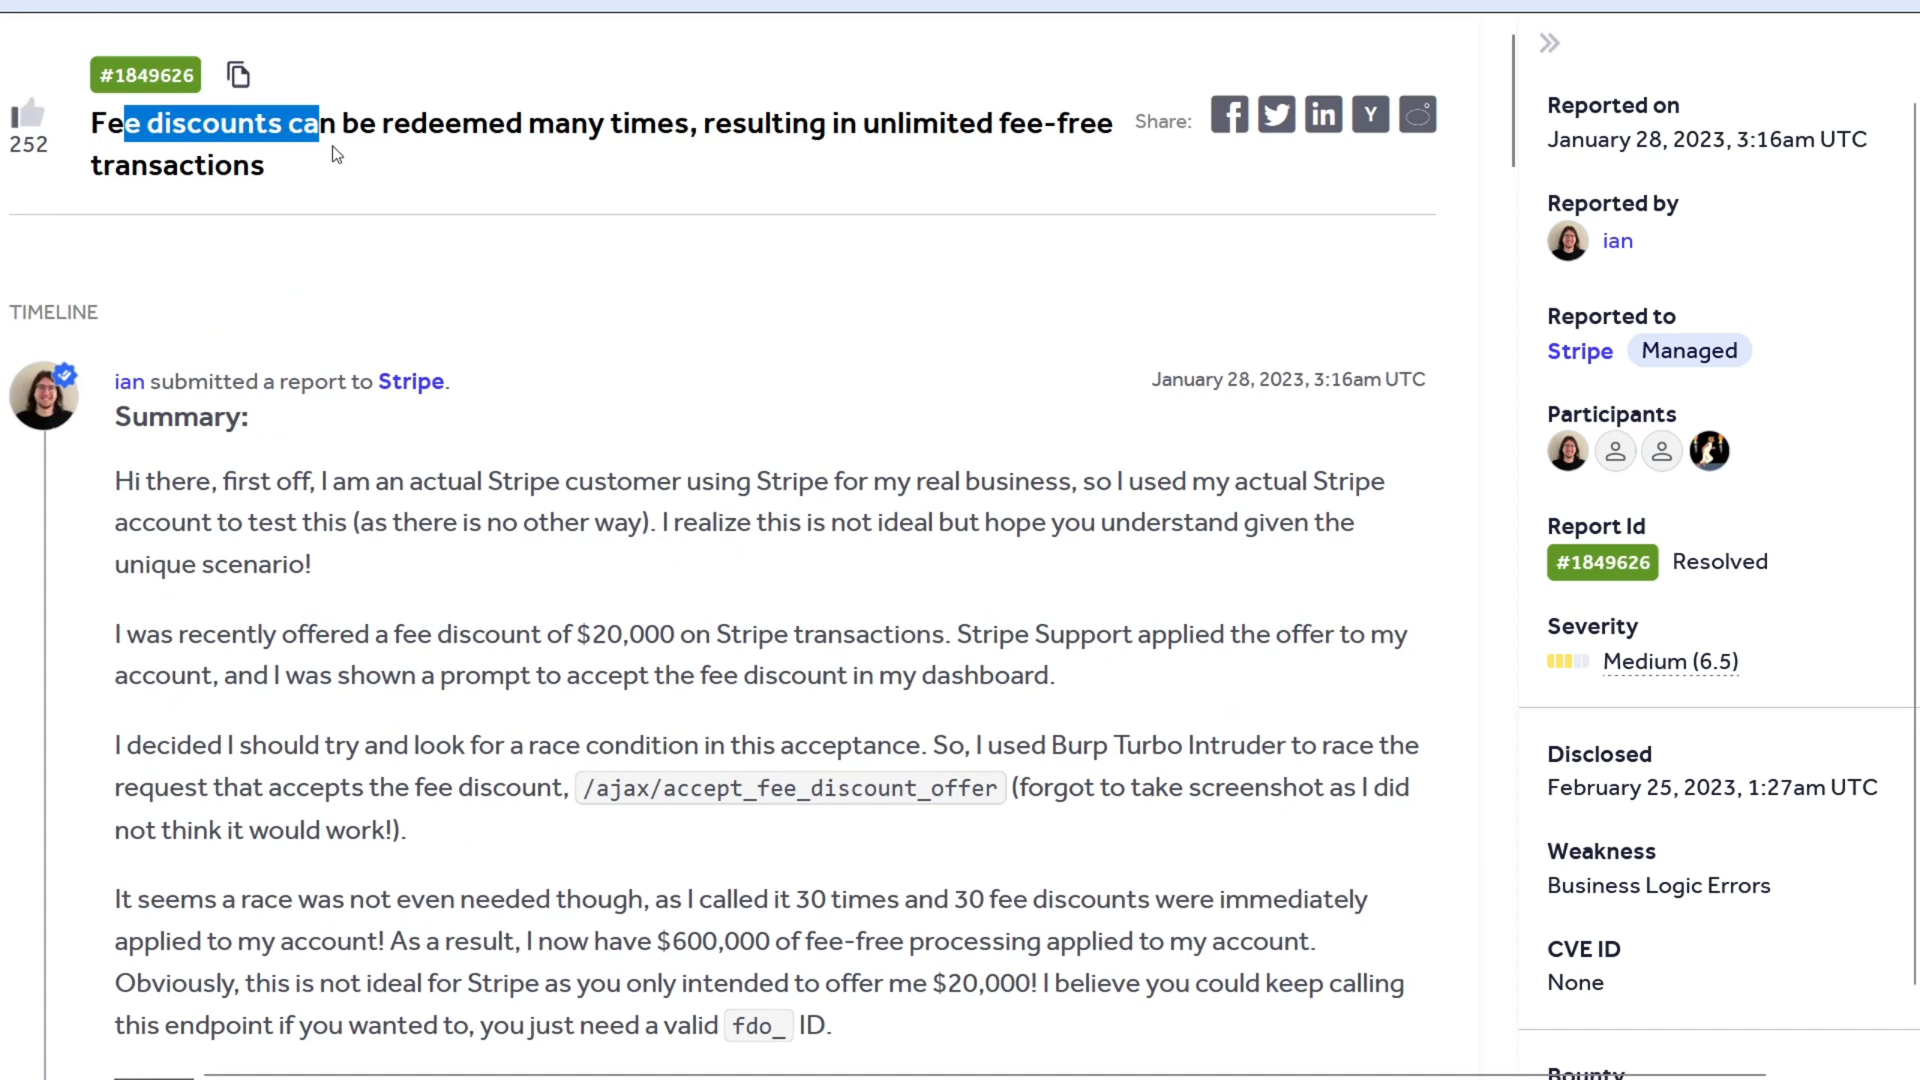 #1849626
252
Fee discounts can be redeemed many times, resulting in unlimited fee-free
transactions
Share:
TIMELINE
ian submitted a report to Stripe.
January 28, 2023, 3:16am UTC
Summary:
Hi there, first off, I am an actual Stripe customer using Stripe for my real business, so I used my actual Stripe
account to test this (as there is no other way). I realize this is not ideal but hope you understand given the
unique scenario!
I was recently offered a fee discount of $20,000 on Stripe transactions. Stripe Support applied the offer to my
account, and I was shown a prompt to accept the fee discount in my dashboard.
I decided I should try and look for a race condition in this acceptance. So, I used Burp Turbo Intruder to race the
request that accepts the fee discount, /ajax/accept_fee_discount_offer (forgot to take screenshot as I did
not think it would work!).
It seems a race was not even needed though, as I called it 30 times and 30 fee discounts were immediately
applied to my account! As a result, I now have $600,000 of fee-free processing applied to my account.
Obviously, this is not ideal for Stripe as you only intended to offer me $20,000! I believe you could keep calling
this endpoint if you wanted to, you just need a valid fdo_ ID.
Reported on
January 28, 2023, 3:16am UTC
Reported by
ian
Reported to
Stripe Managed
Participants
Report Id
#1849626 Resolved
Severity
Medium (6.5)
Disclosed
February 25, 2023, 1:27am UTC
Weakness
Business Logic Errors
CVE ID
None
Bounty